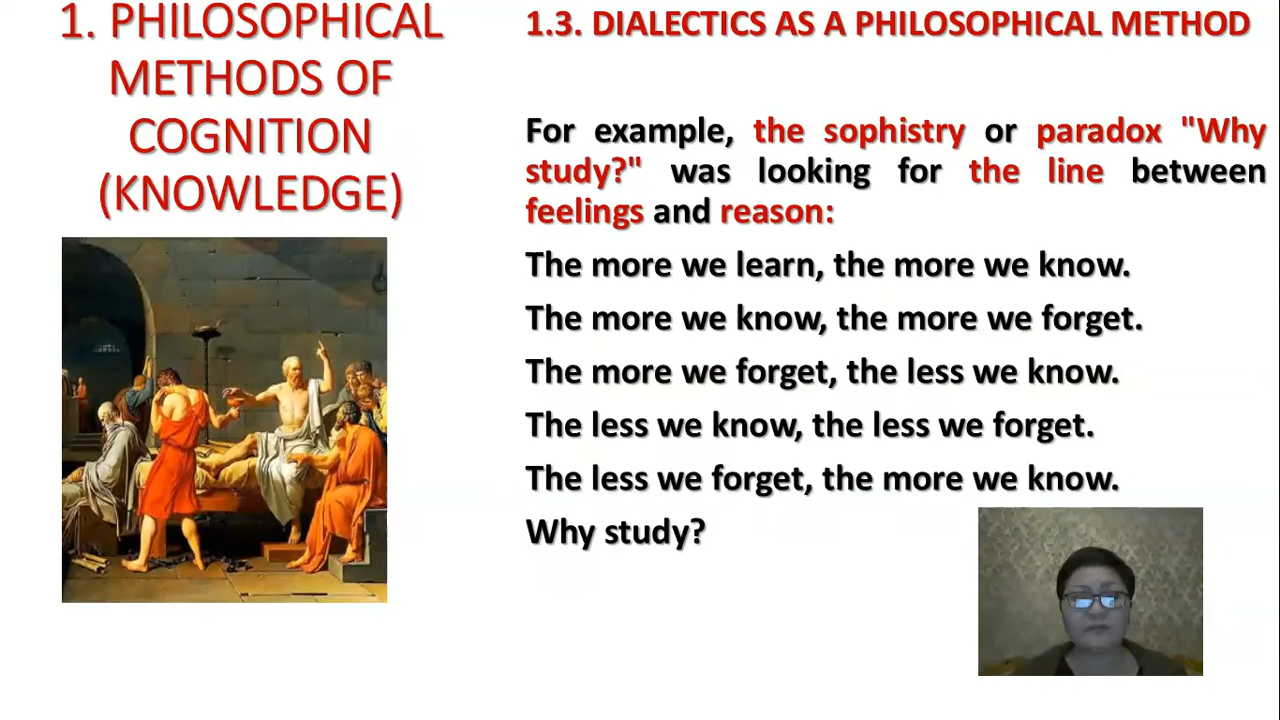 1. PHILOSOPHICAL
METHODS OF
COGNITION
(KNOWLEDGE)
1.3. DIALECTICS AS A PHILOSOPHICAL METHOD
For example, the sophistry or paradox "Why
study?" was looking for the line between
feelings and reason:
The more we learn, the more we know.
The more we know, the more we forget.
The more we forget, the less we know.
The less we know, the less we forget.
The less we forget, the more we know.
Why study?